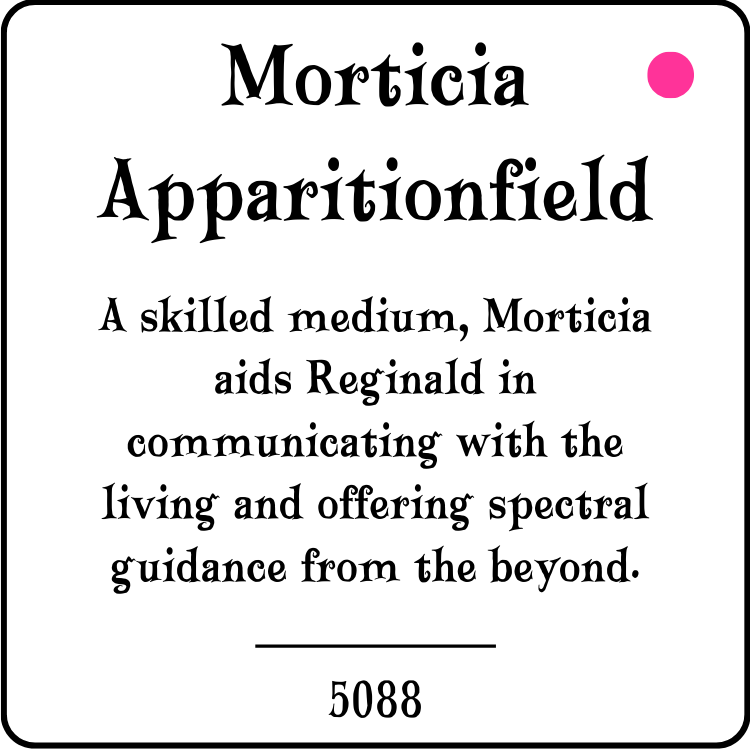 Morticia
Apparitionfield
A skilled medium, Morticia
aids Reginald in
communicating with the
living and offering spectral
guidance from the beyond.
5088